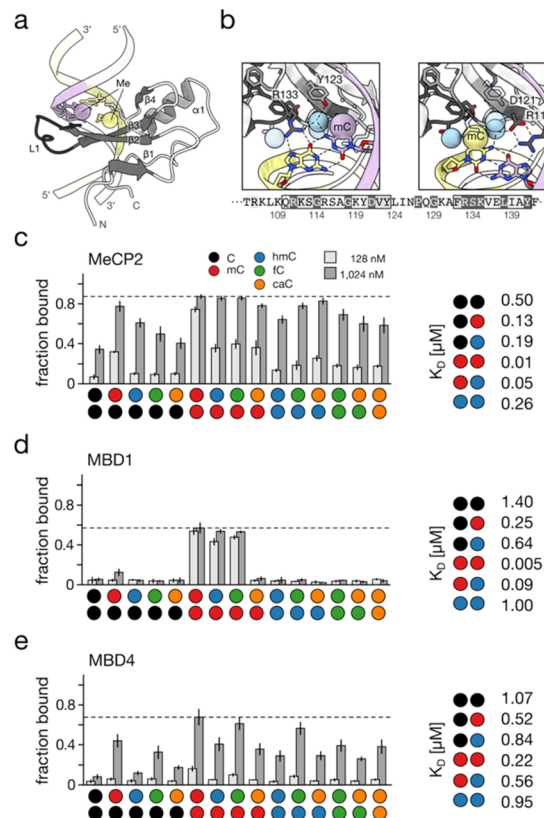 a
b
3'
5'
Me
β4
α1
β3
β2
L1
β1
5'
3'
C
N
Y123
R133
mC
D121
R11
mC
···TRKLKQRKSGRSAGKYDVYLINPQGKAFRSKVELIAYF···
109
114
119
124
129
134
139
c
MeCP2
C
mC
hmC
fC
caC
128 nM
1,024 nM
fraction bound
0.8
0.4
0
K_D [µM]
0.50
0.13
0.19
0.01
0.05
0.26
d
MBD1
fraction bound
0.8
0.4
0
K_D [µM]
1.40
0.25
0.64
0.005
0.09
1.00
e
MBD4
fraction bound
0.8
0.4
0
K_D [µM]
1.07
0.52
0.84
0.22
0.56
0.95